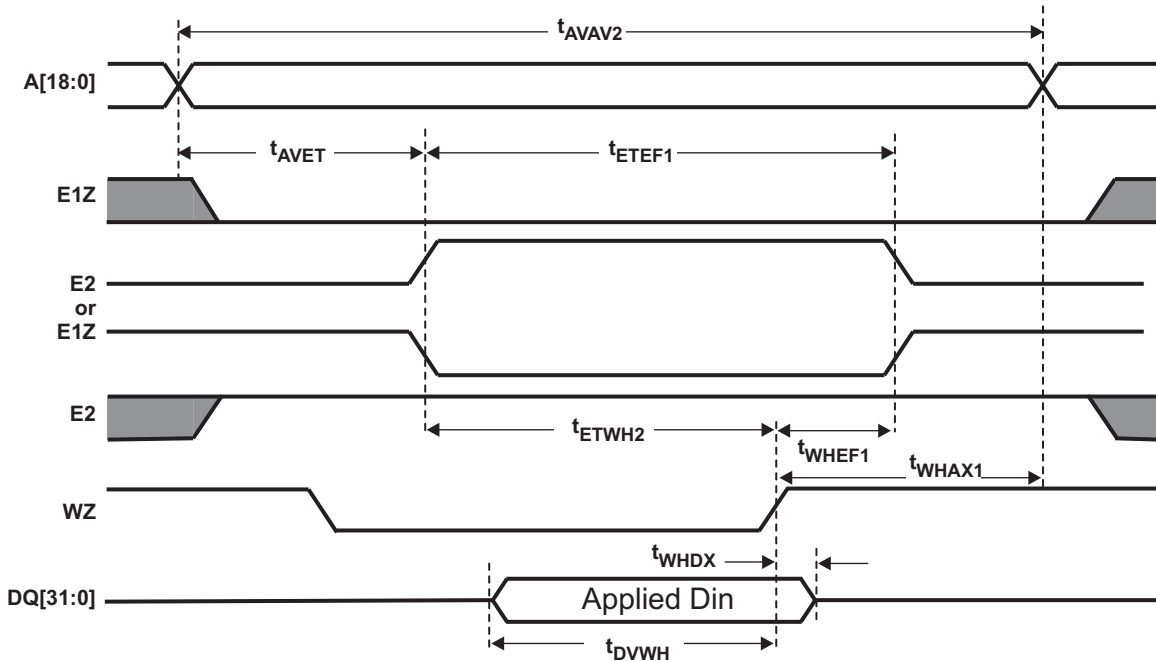 tAVAV2
A[18:0]
tAVET
tETEF1
E1Z
E2
or
E1Z
E2
tETWH2
tWHEF1
tWHAX1
WZ
tWHDX
DQ[31:0]
Applied Din
tDVWH